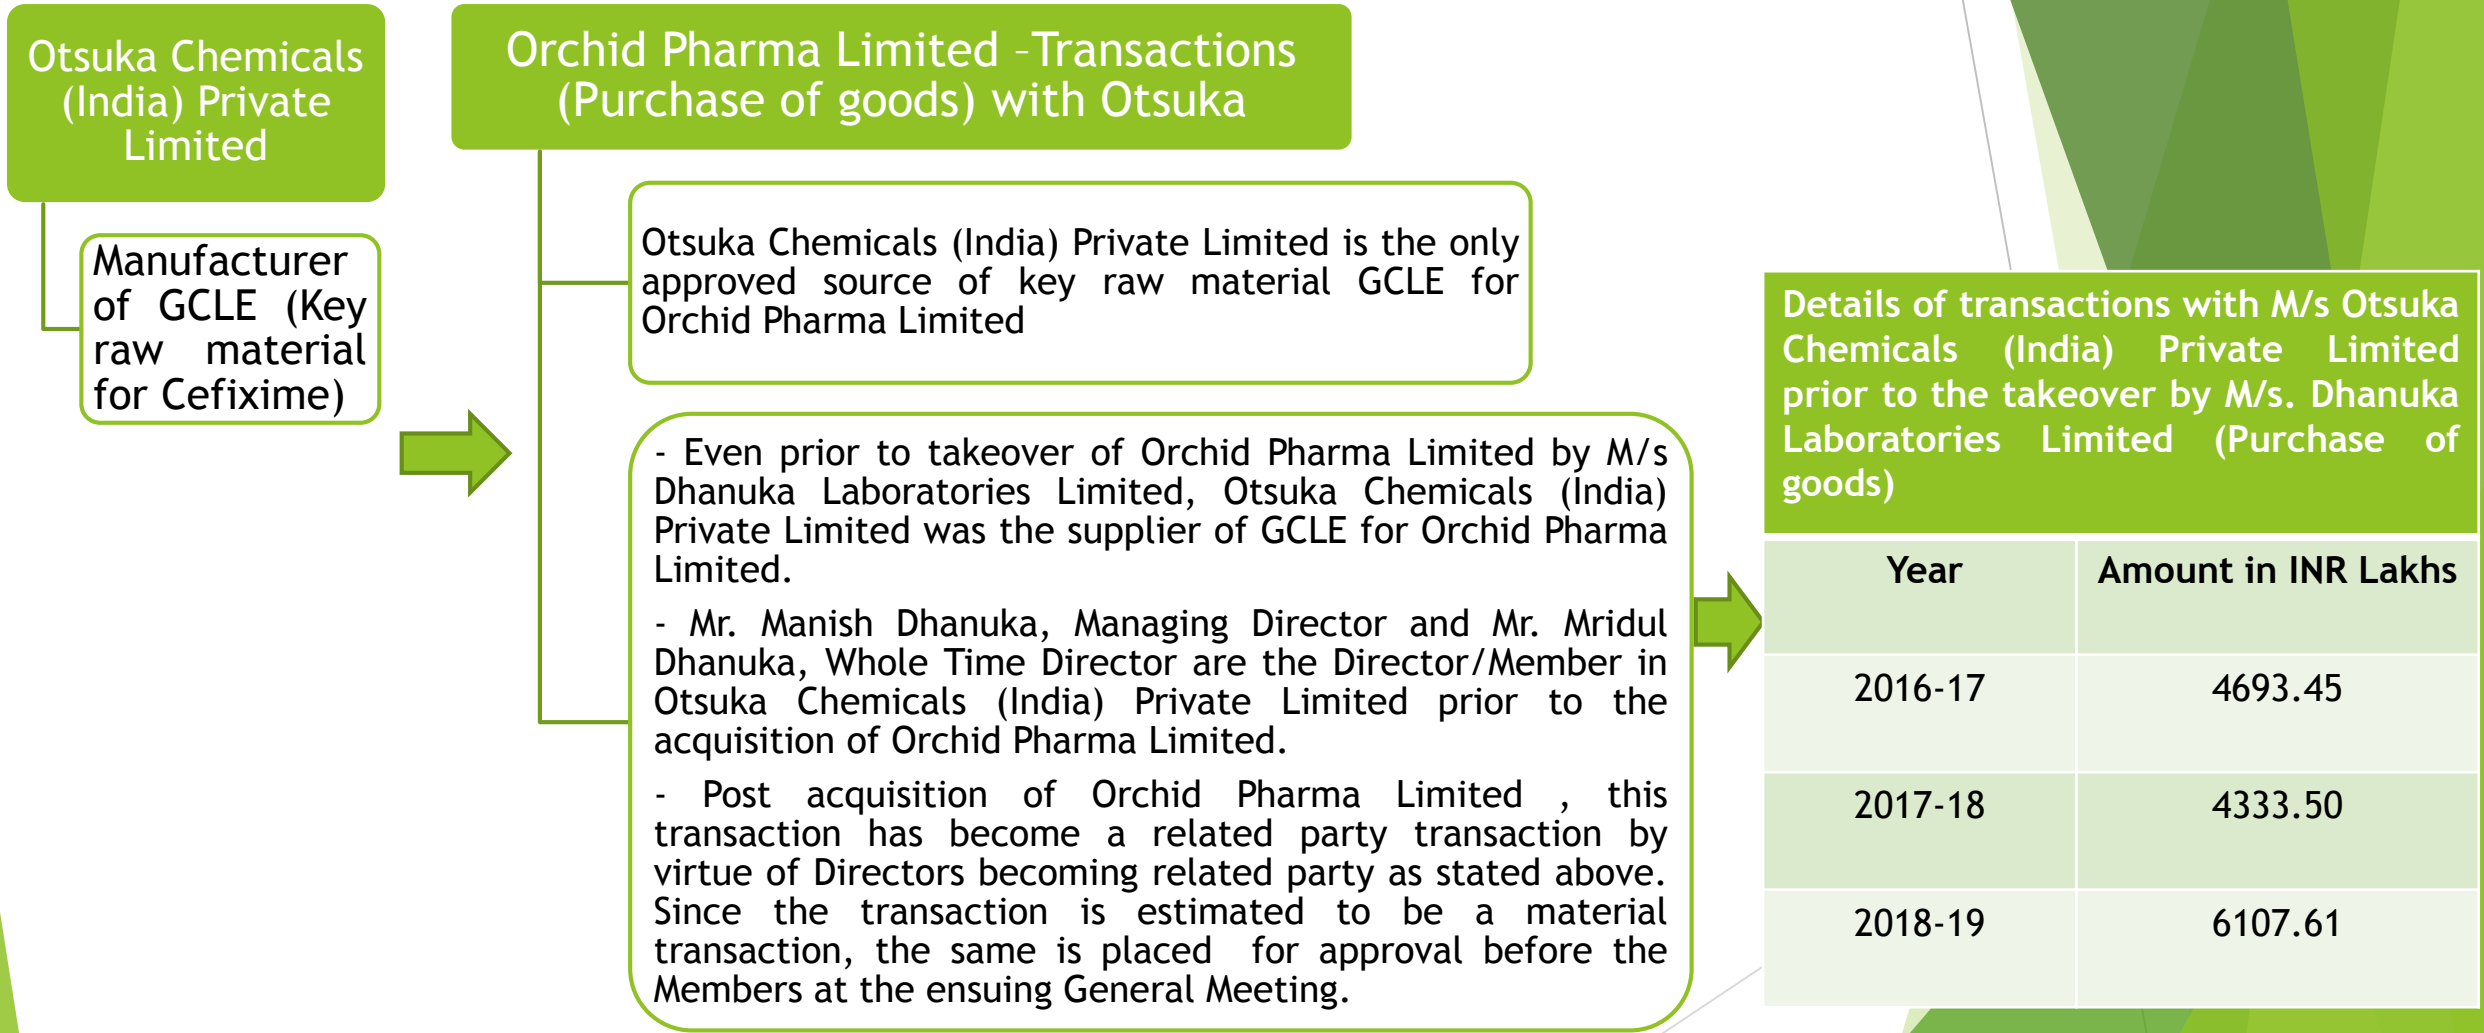 Otsuka Chemicals
(India) Private
Limited
Manufacturer
of GCLE (Key
raw material
for Cefixime)
Orchid Pharma Limited –Transactions
(Purchase of goods) with Otsuka
Otsuka Chemicals (India) Private Limited is the only
approved source of key raw material GCLE for
Orchid Pharma Limited
- Even prior to takeover of Orchid Pharma Limited by M/s
Dhanuka Laboratories Limited, Otsuka Chemicals (India)
Private Limited was the supplier of GCLE for Orchid Pharma
Limited.
- Mr. Manish Dhanuka, Managing Director and Mr. Mridul
Dhanuka, Whole Time Director are the Director/Member in
Otsuka Chemicals (India) Private Limited prior to the
acquisition of Orchid Pharma Limited.
- Post acquisition of Orchid Pharma Limited , this
transaction has become a related party transaction by
virtue of Directors becoming related party as stated above.
Since the transaction is estimated to be a material
transaction, the same is placed for approval before the
Members at the ensuing General Meeting.
Details of transactions with M/s Otsuka
Chemicals (India) Private Limited
prior to the takeover by M/s. Dhanuka
Laboratories Limited (Purchase of
goods)
Year Amount in INR Lakhs
2016-17 4693.45
2017-18 4333.50
2018-19 6107.61